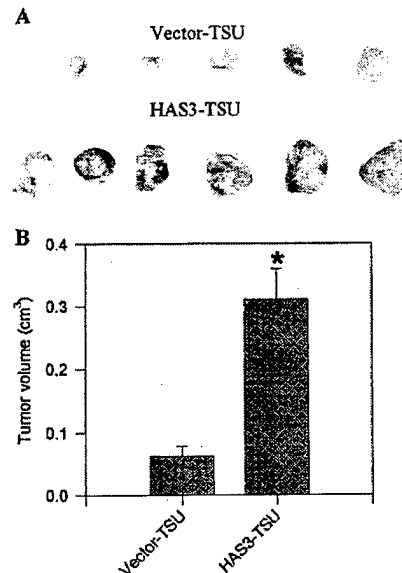 A
Vector-TSU
HAS3-TSU
B
Tumor volume (cm³)
0.4
0.3
0.2
0.1
0.0
*
Vector-TSU
HAS3-TSU